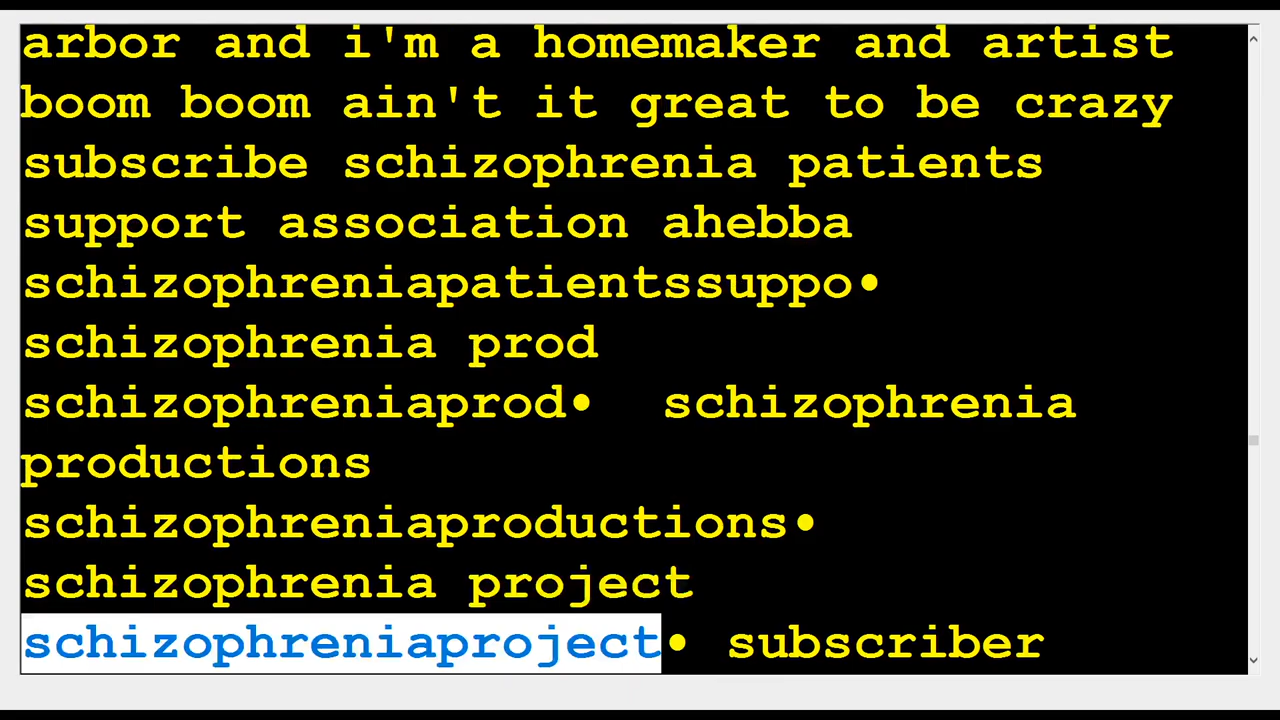 arbor and i'm a homemaker and artist
boom boom ain't it great to be crazy
subscribe schizophrenia patients
support association ahebba
schizophreniapatientssuppo•
schizophrenia prod
schizophreniaprod•  schizophrenia
productions
schizophreniaproductions•
schizophrenia project
schizophreniaproject• subscriber